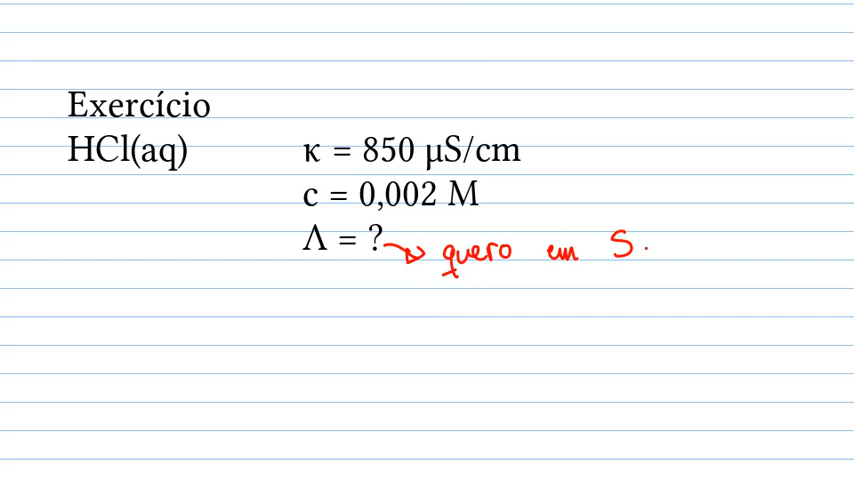 Exercício
HCl(aq) κ = 850 μS/cm
c = 0,002 M
Λ = ? quero em S.